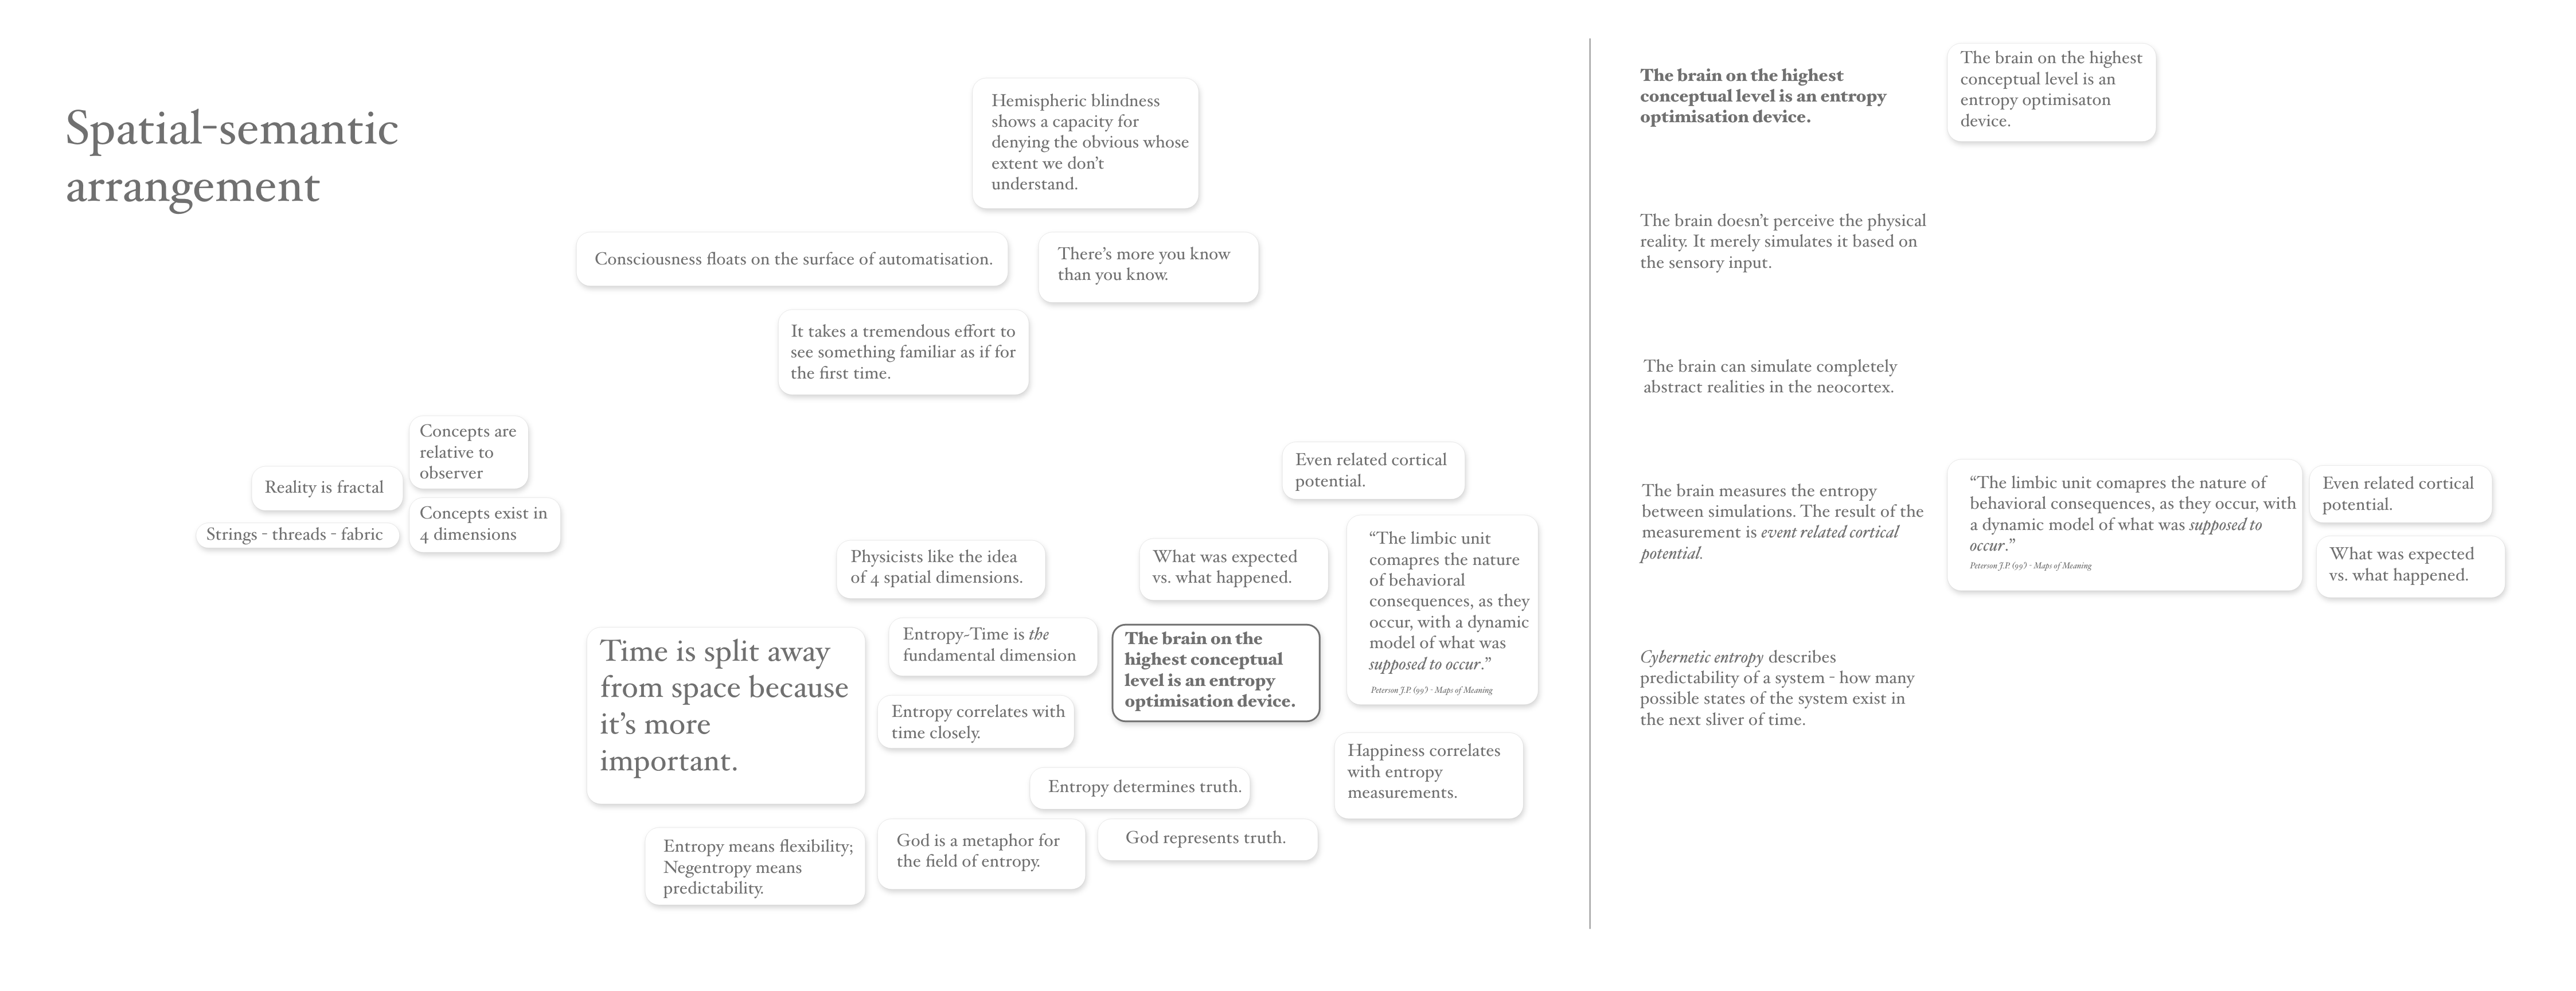 Spatial-semantic
arrangement
Hemispheric blindness
shows a capacity for
denying the obvious whose
extent we don't
understand.
Consciousness floats on the surface of automatisation.
There's more you know
than you know.
It takes a tremendous effort to
see something familiar as if for
the first time.
Concepts are
relative to
observer
Reality is fractal
Concepts exist in
4 dimensions
Strings - threads - fabric
Even related cortical
potential.
Physicists like the idea
of 4 spatial dimensions.
What was expected
vs. what happened.
“The limbic unit
comapres the nature
of behavioral
consequences, as they
occur, with a dynamic
model of what was
supposed to occur.”
Peterson J.P. (99') - Maps of Meaning
Time is split away
from space because
it's more
important.
Entropy-Time is the
fundamental dimension
The brain on the
highest conceptual
level is an entropy
optimisation device.
Entropy correlates with
time closely.
Happiness correlates
with entropy
measurements.
Entropy determines truth.
Entropy means flexibility;
Negentropy means
predictability.
God is a metaphor for
the field of entropy.
God represents truth.
The brain on the highest
conceptual level is an entropy
optimisation device.
The brain on the highest
conceptual level is an
entropy optimisaton
device.
The brain doesn't perceive the physical
reality. It merely simulates it based on
the sensory input.
The brain can simulate completely
abstract realities in the neocortex.
The brain measures the entropy
between simulations. The result of the
measurement is event related cortical
potential.
“The limbic unit comapres the nature of
behavioral consequences, as they occur, with
a dynamic model of what was supposed to
occur.”
Peterson J.P. (99') - Maps of Meaning
Even related cortical
potential.
What was expected
vs. what happened.
Cybernetic entropy describes
predictability of a system - how many
possible states of the system exist in
the next sliver of time.